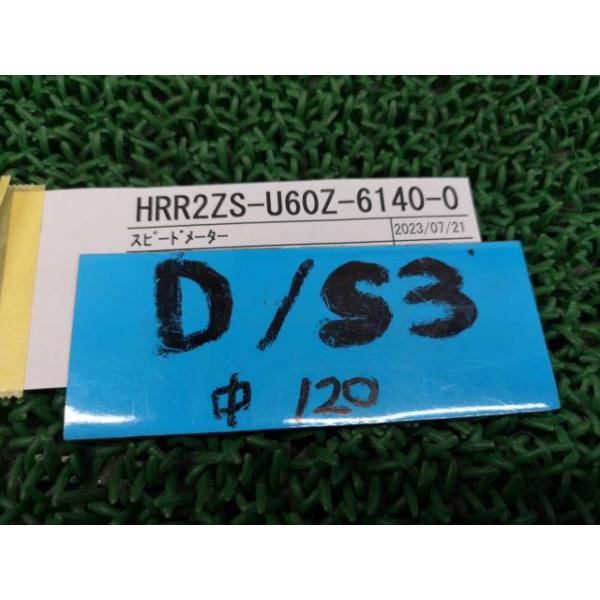 HRR2ZS-U60Z-6140-0
ｽﾋﾟｰﾄﾞﾒｰﾀｰ
2023/07/21
D/S3
中 120